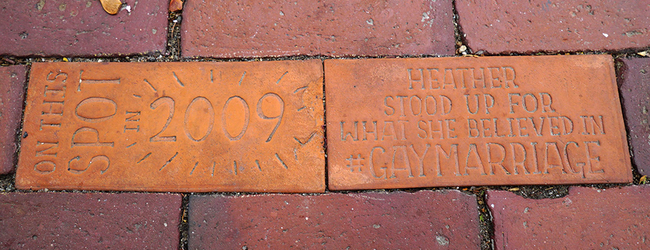 ON THIS
SPOT
IN
2009
HEATHER
STOOD UP FOR
WHAT SHE BELIEVED IN
#GAYMARRIAGE